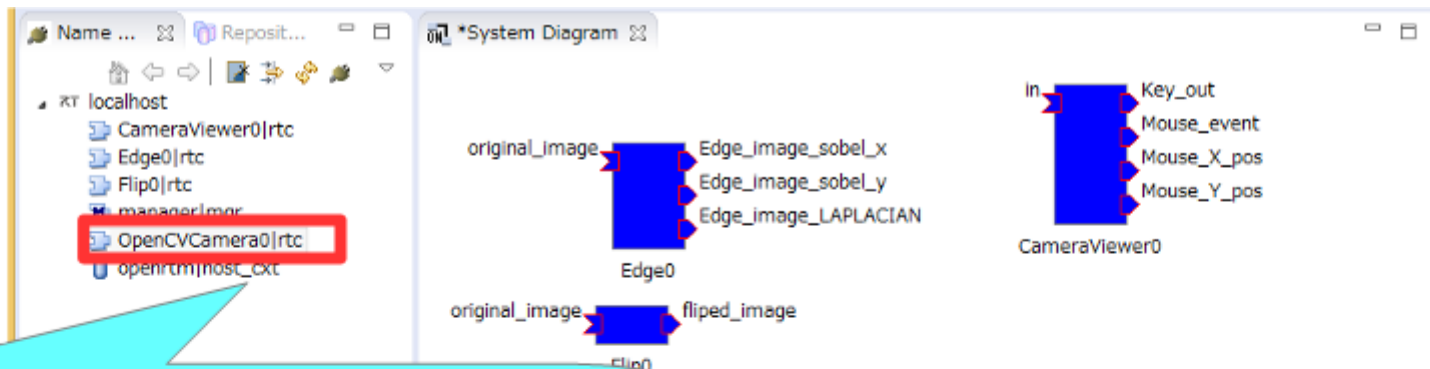 Name ...
Reposit...
*System Diagram
localhost
CameraViewer0|rtc
Edge0|rtc
Flip0|rtc
manager|mgr
OpenCVCamera0|rtc
openrtm|host_cxt
original_image
Edge_image_sobel_x
Edge_image_sobel_y
Edge_image_LAPLACIAN
Edge0
original_image
fliped_image
Flip0
in
Key_out
Mouse_event
Mouse_X_pos
Mouse_Y_pos
CameraViewer0